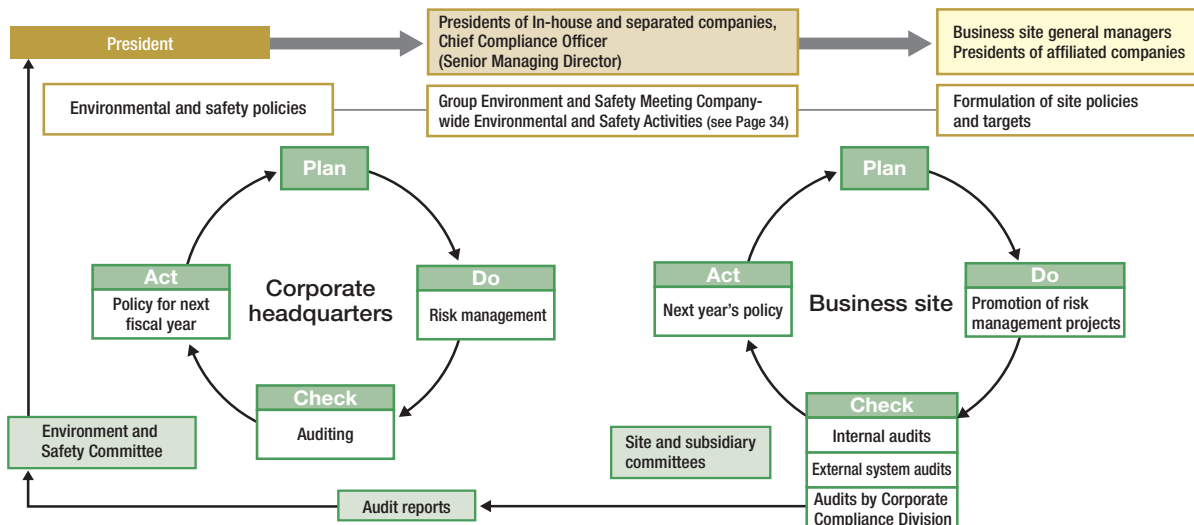 President
Presidents of In-house and separated companies,
Chief Compliance Officer
(Senior Managing Director)
Business site general managers
Presidents of affiliated companies
Environmental and safety policies
Group Environment and Safety Meeting Company-
wide Environmental and Safety Activities (see Page 34)
Formulation of site policies
and targets
Plan
Act
Policy for next
fiscal year
Corporate
headquarters
Do
Risk management
Check
Auditing
Plan
Act
Next year’s policy
Business site
Do
Promotion of risk
management projects
Check
Internal audits
External system audits
Audits by Corporate
Compliance Division
Site and subsidiary
committees
Environment and
Safety Committee
Audit reports